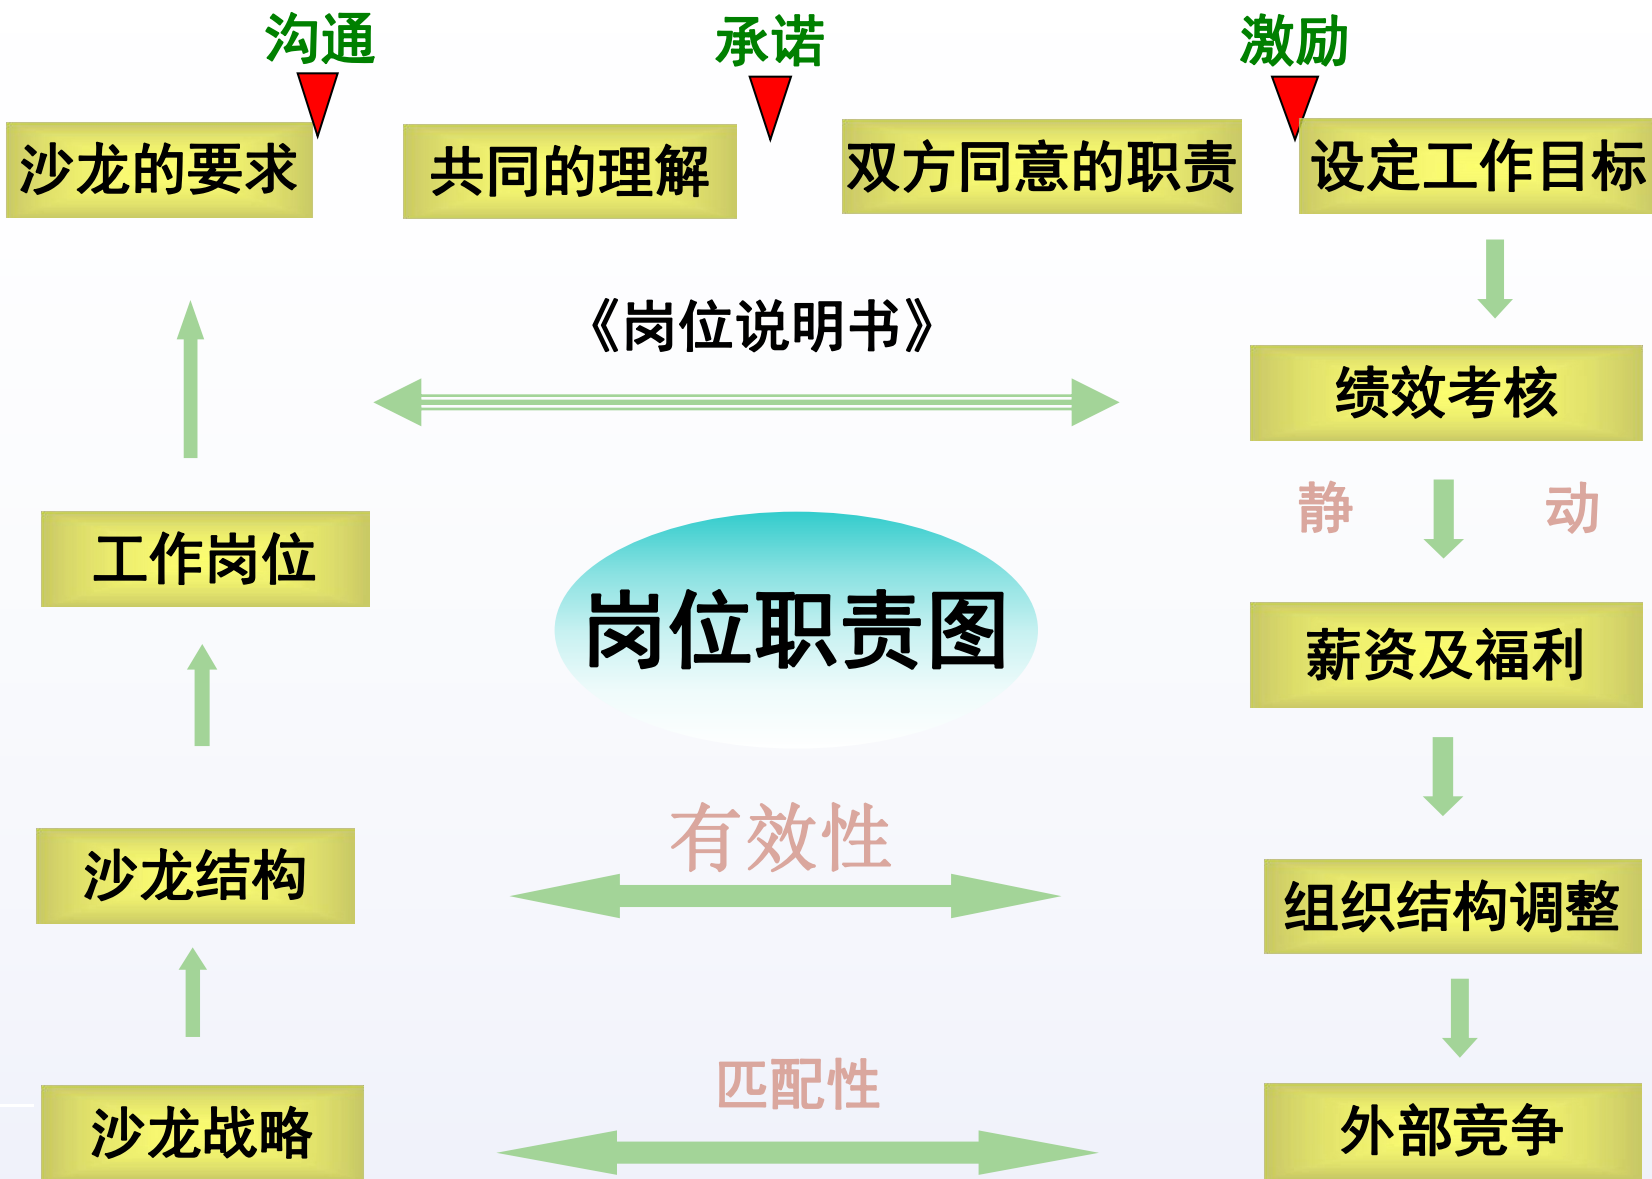 沟通 承诺 激励
沙龙的要求 共同的理解 双方同意的职责 设定工作目标
《岗位说明书》
绩效考核
静 动
工作岗位
岗位职责图
薪资及福利
有效性
沙龙结构
组织结构调整
匹配性
沙龙战略
外部竞争